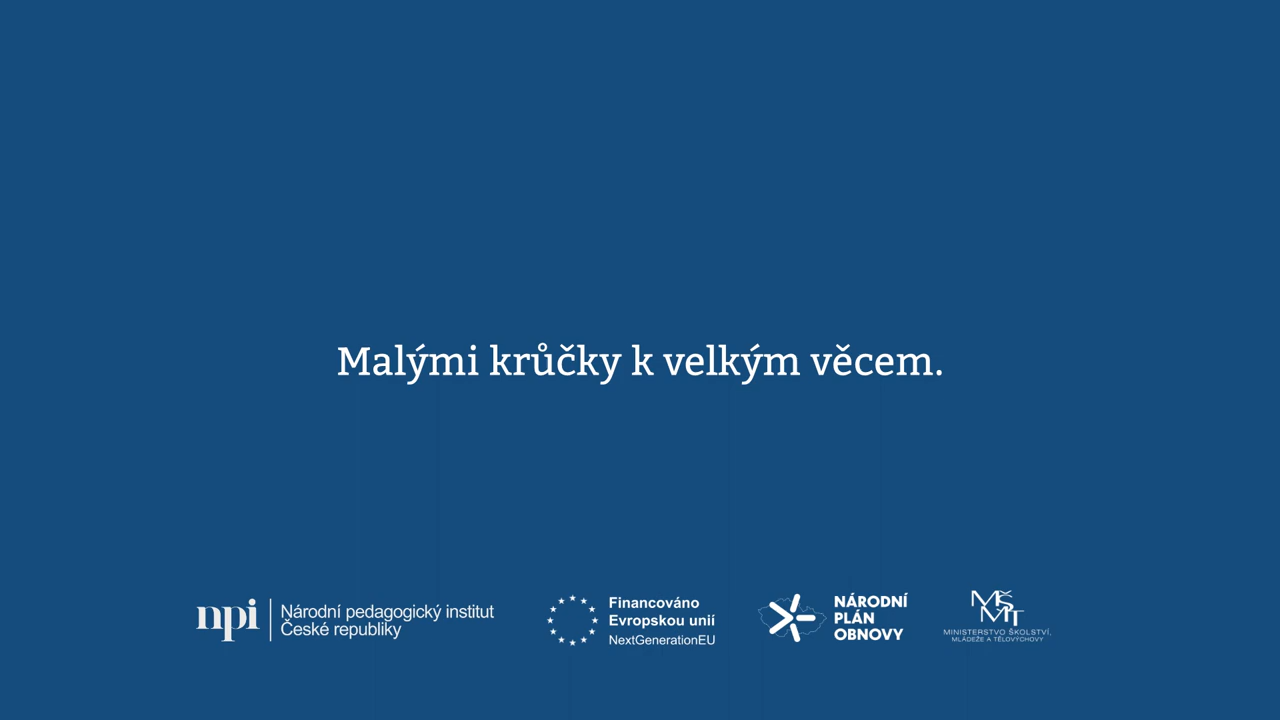 Malými krůčky k velkým věcem.
npi
Národní pedagogický institut
České republiky
Financováno
Evropskou unií
NextGenerationEU
NÁRODNÍ
PLÁN
OBNOVY
MŠMT
MINISTERSTVO ŠKOLSTVÍ,
MLÁDEŽE A TĚLOVÝCHOVY